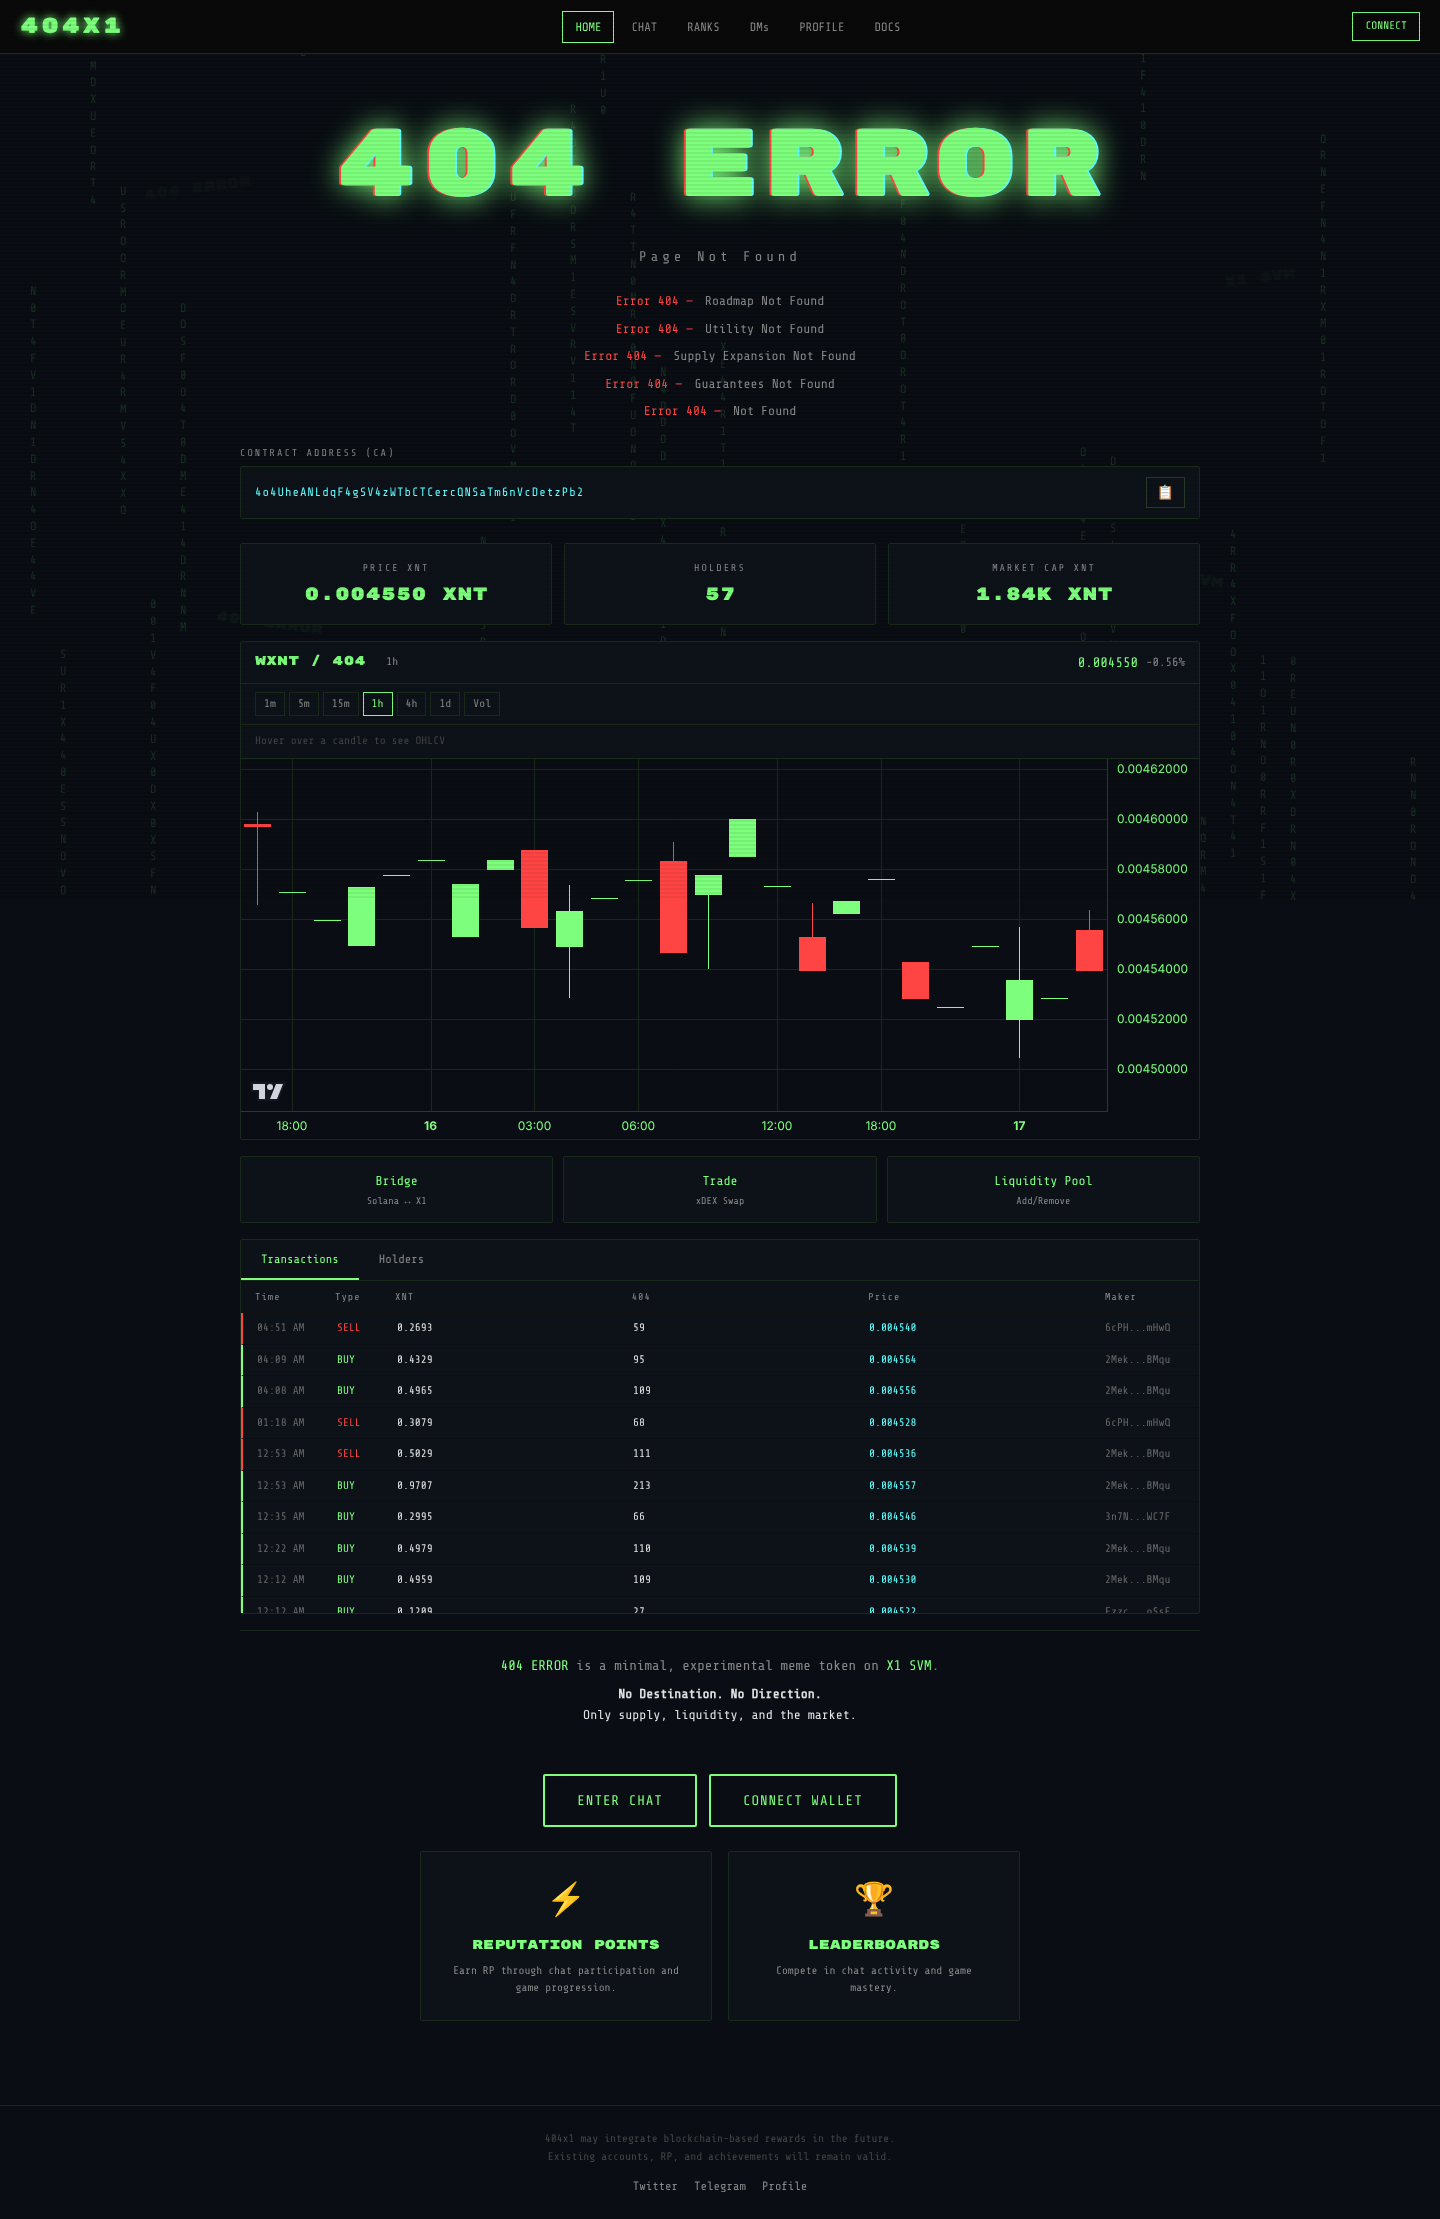 404X1
HOME CHAT RANKS DMs PROFILE DOCS
CONNECT
404 ERROR
Page Not Found
Error 404 — Roadmap Not Found
Error 404 — Utility Not Found
Error 404 — Supply Expansion Not Found
Error 404 — Guarantees Not Found
Error 404 — Not Found
CONTRACT ADDRESS (CA)
4o4UheANLdqF4gSV4zWTbCTCercQNSaTm6nVcDetzPb2
PRICE XNT
0.004550 XNT
HOLDERS
57
MARKET CAP XNT
1.84K XNT
WXNT / 404 1h
0.004550 -0.56%
1m 5m 15m 1h 4h 1d Vol
Hover over a candle to see OHLCV
0.00462000
0.00460000
0.00458000
0.00456000
0.00454000
0.00452000
0.00450000
18:00 16 03:00 06:00 12:00 18:00 17
Bridge
Solana ↔ X1
Trade
xDEX Swap
Liquidity Pool
Add/Remove
Transactions Holders
Time Type XNT 404 Price Maker
04:51 AM SELL 0.2693 59 0.004540 6cPH...mHwQ
04:09 AM BUY 0.4329 95 0.004564 2Mek...BMqu
04:08 AM BUY 0.4965 109 0.004556 2Mek...BMqu
01:18 AM SELL 0.3079 68 0.004528 6cPH...mHwQ
12:53 AM SELL 0.5029 111 0.004536 2Mek...BMqu
12:53 AM BUY 0.9707 213 0.004557 2Mek...BMqu
12:35 AM BUY 0.2995 66 0.004546 3n7N...WC7F
12:22 AM BUY 0.4979 110 0.004539 2Mek...BMqu
12:12 AM BUY 0.4959 109 0.004530 2Mek...BMqu
12:12 AM BUY 0.1209 27 0.004522
404 ERROR is a minimal, experimental meme token on X1 SVM.
No Destination. No Direction.
Only supply, liquidity, and the market.
ENTER CHAT
CONNECT WALLET
REPUTATION POINTS
Earn RP through chat participation and
game progression.
LEADERBOARDS
Compete in chat activity and game
mastery.
404x1 may integrate blockchain-based rewards in the future.
Existing accounts, RP, and achievements will remain valid.
Twitter Telegram Profile